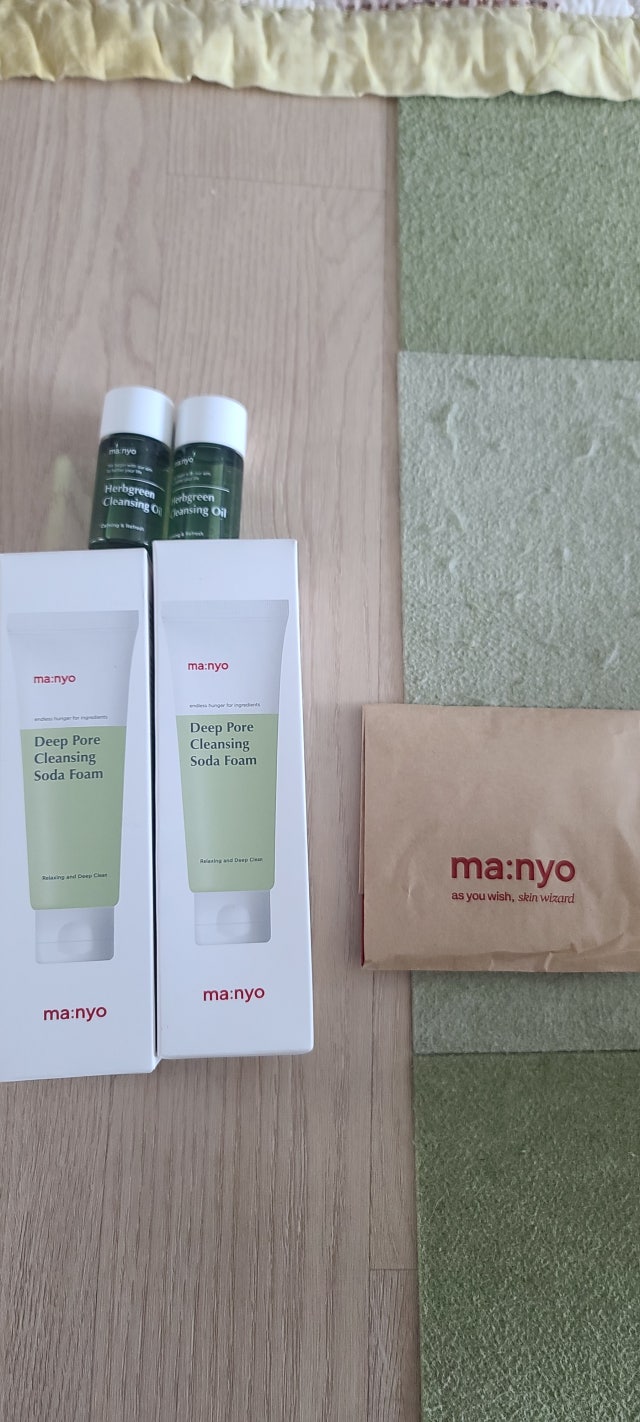 ma:nyo
Herbgreen
Cleansing Oil
ma:nyo
Herbgreen
Cleansing Oil
ma:nyo
endless hunger for ingredients
Deep Pore
Cleansing
Soda Foam
Relaxing and Deep Clean
ma:nyo
ma:nyo
endless hunger for ingredients
Deep Pore
Cleansing
Soda Foam
Relaxing and Deep Clean
ma:nyo
ma:nyo
as you wish, skin wizard